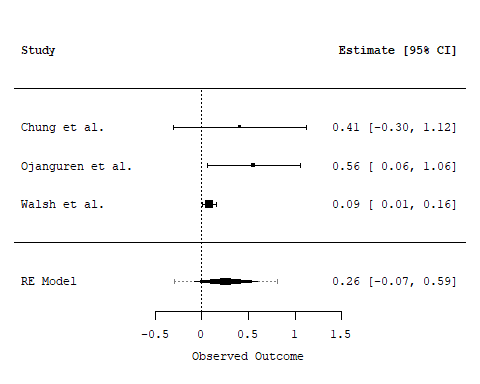 Study Estimate [95% CI]
Chung et al. 0.41 [-0.30, 1.12]
Ojanguren et al. 0.56 [ 0.06, 1.06]
Walsh et al. 0.09 [ 0.01, 0.16]
RE Model 0.26 [-0.07, 0.59]
-0.5 0 0.5 1 1.5
Observed Outcome